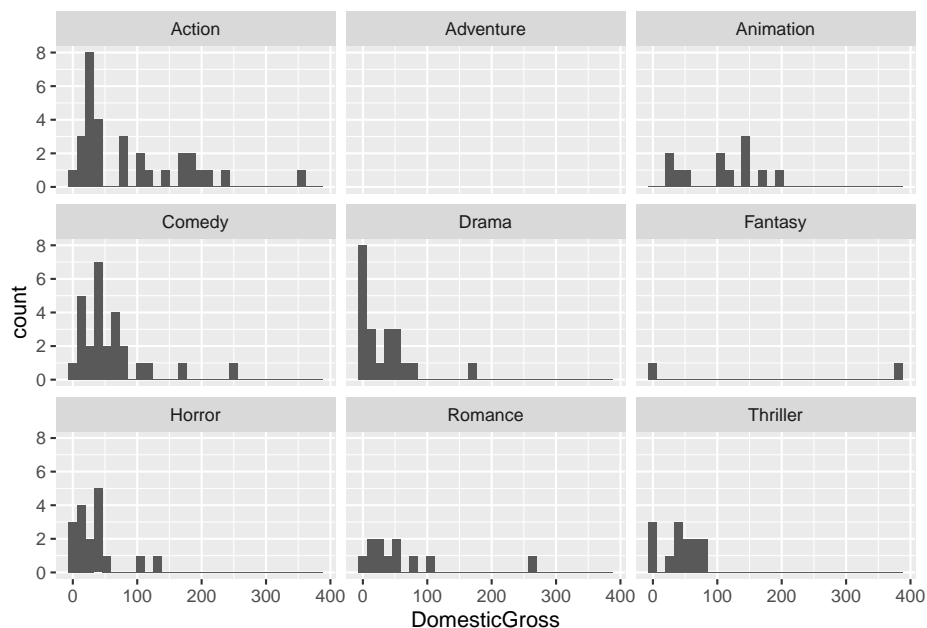 Action Adventure Animation
8
6
4
2
0
Comedy Drama Fantasy
8
6
4
2
0
count
Horror Romance Thriller
8
6
4
2
0
0 100 200 300 400 0 100 200 300 400 0 100 200 300 400
DomesticGross